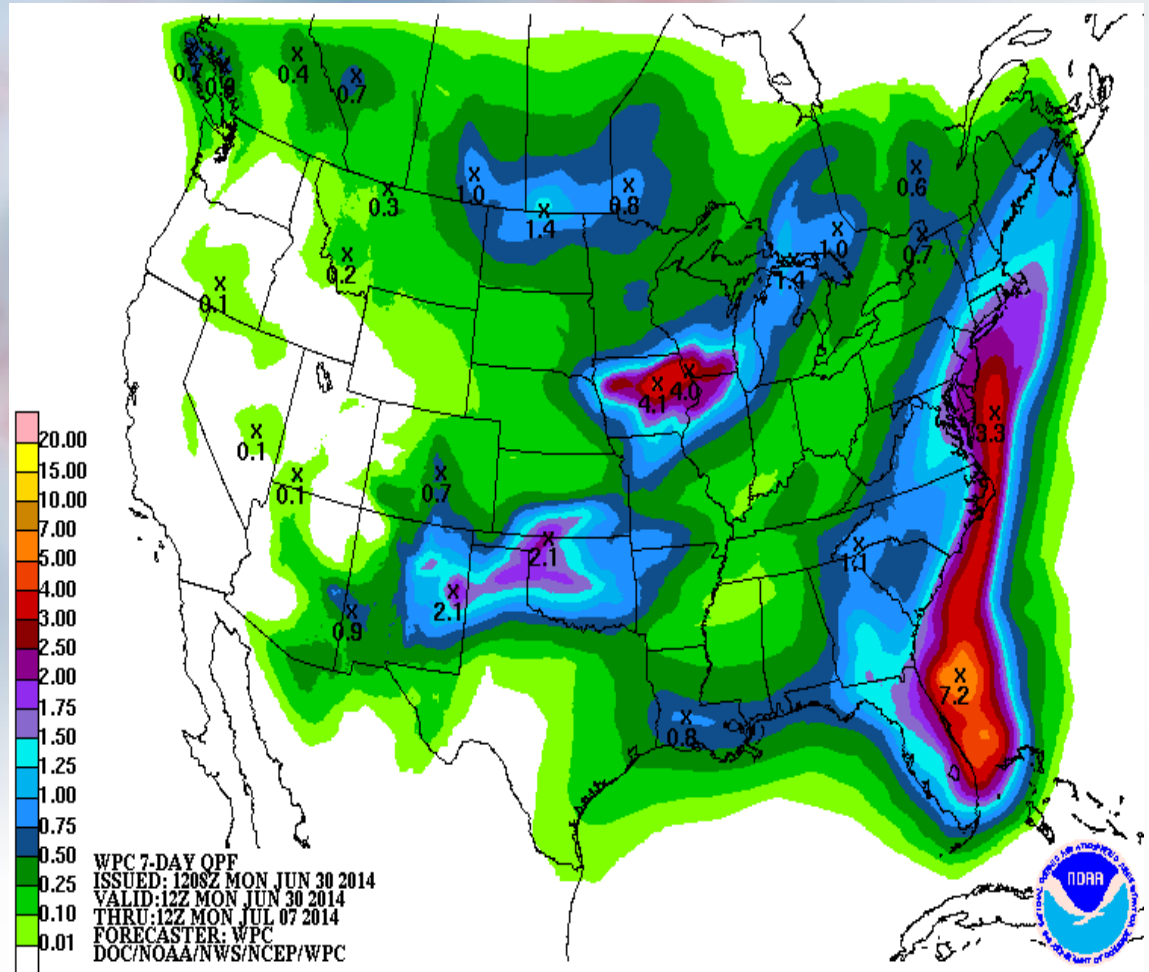 0.7 0.9 0.4 0.7
1.0 0.8 0.6
0.3 1.4 1.0 0.7
0.2 1.4
0.1
4.1 4.0
0.1 3.3
0.1 0.7
2.1 1.1
0.9 2.1
7.2
0.8
20.00
15.00
10.00
7.00
5.00
4.00
3.00
2.50
2.00
1.75
1.50
1.25
1.00
0.75
0.50
0.25
0.10
0.01
WPC 7-DAY QPF
ISSUED: 1208Z MON JUN 30 2014
VALID:12Z MON JUN 30 2014
THRU:12Z MON JUL 07 2014
FORECASTER: WPC
DOC/NOAA/NWS/NCEP/WPC
NOAA